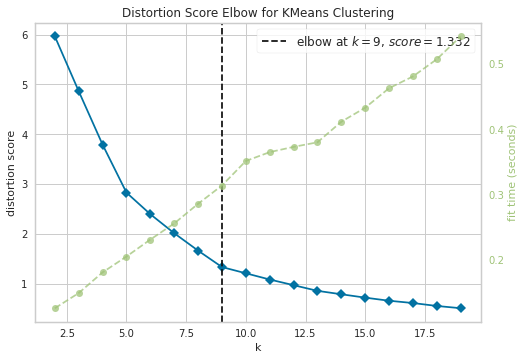 Distortion Score Elbow for KMeans Clustering
elbow at k = 9, score = 1.332
6
5
4
3
2
1
distortion score
0.5
0.4
0.3
0.2
fit time (seconds)
2.5 5.0 7.5 10.0 12.5 15.0 17.5
k